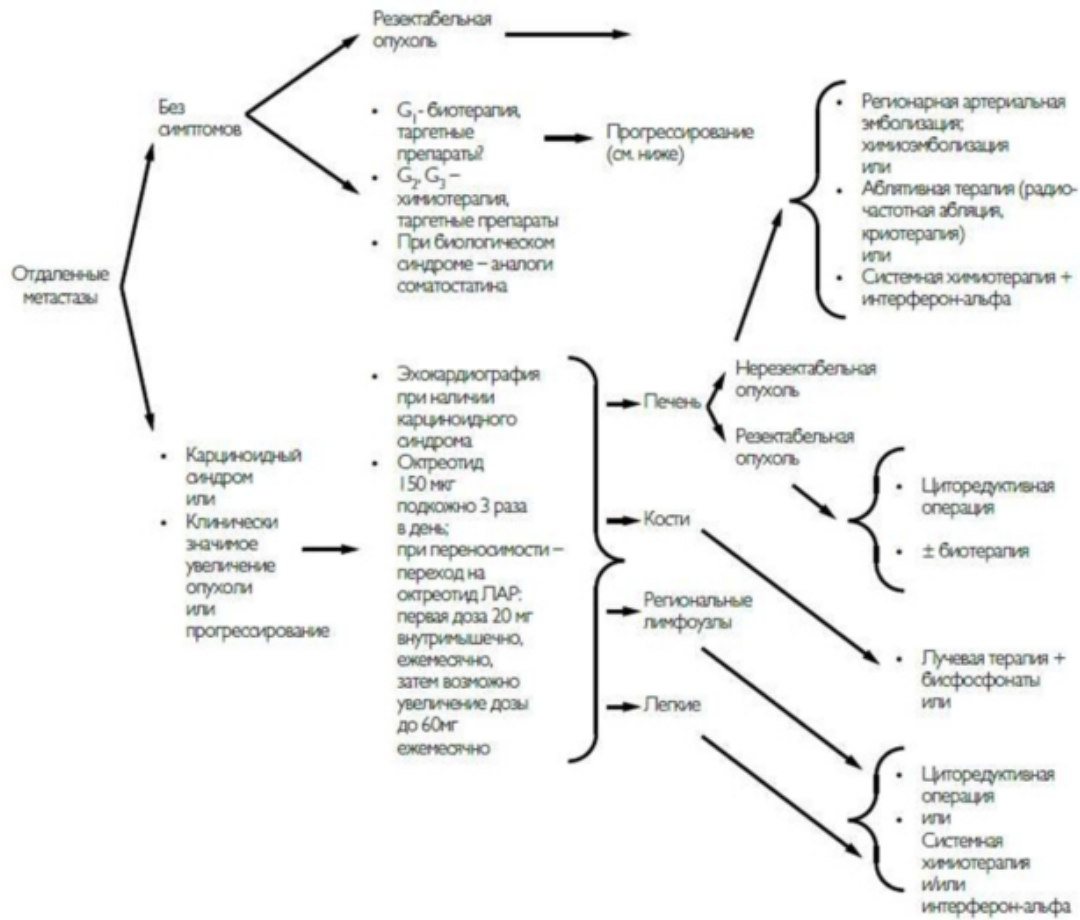 Отдаленные
метастазы
Без
симптомов
Резектабельная
опухоль
• G1- биотерапия,
таргетные
препараты?
• G2, G3 –
химиотерапия,
таргетные препараты
• При биологическом
синдроме – аналоги
соматостатина
Прогрессирование
(см. ниже)
• Карциноидный
синдром
или
• Клинически
значимое
увеличение
опухоли
или
прогрессирование
• Эхокардиография
при наличии
карциноидного
синдрома
• Октреотид
150 мкг
подкожно 3 раза
в день;
при переносимости –
переход на
октреотид ЛАР:
первая доза 20 мг
внутримышечно,
ежемесячно,
затем возможно
увеличение дозы
до 60мг
ежемесячно
Печень
Кости
Региональные
лимфоузлы
Легкие
Нерезектабельная
опухоль
Резектабельная
опухоль
• Регионарная артериальная
эмболизация;
химиоэмболизация
или
• Аблятивная терапия (радио-
частотная абляция,
криотерапия)
или
• Системная химиотерапия +
интерферон-альфа
• Циторедуктивная
операция
• ± биотерапия
• Лучевая терапия +
бисфосфонаты
или
• Циторедуктивная
операция
• или
Системная
химиотерапия
и/или
интерферон-альфа